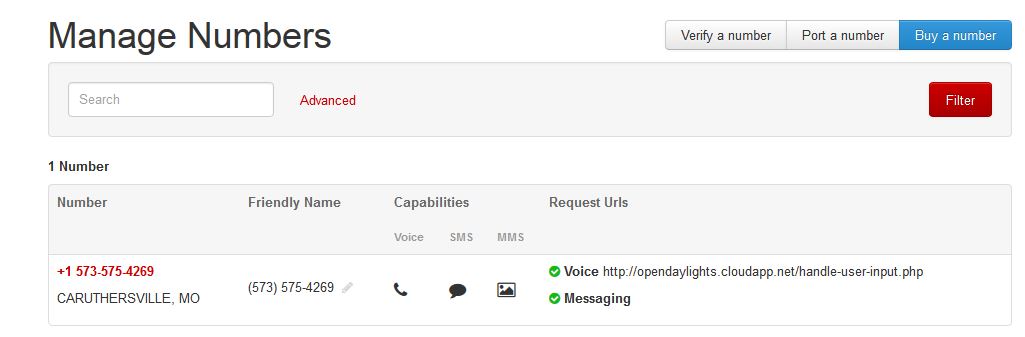 Manage Numbers
Verify a number Port a number Buy a number
Search Advanced Filter
1 Number
Number Friendly Name Capabilities Request Urls
Voice SMS MMS
+1 573-575-4269
CARUTHERSVILLE, MO
(573) 575-4269
Voice http://opendaylights.cloudapp.net/handle-user-input.php
Messaging